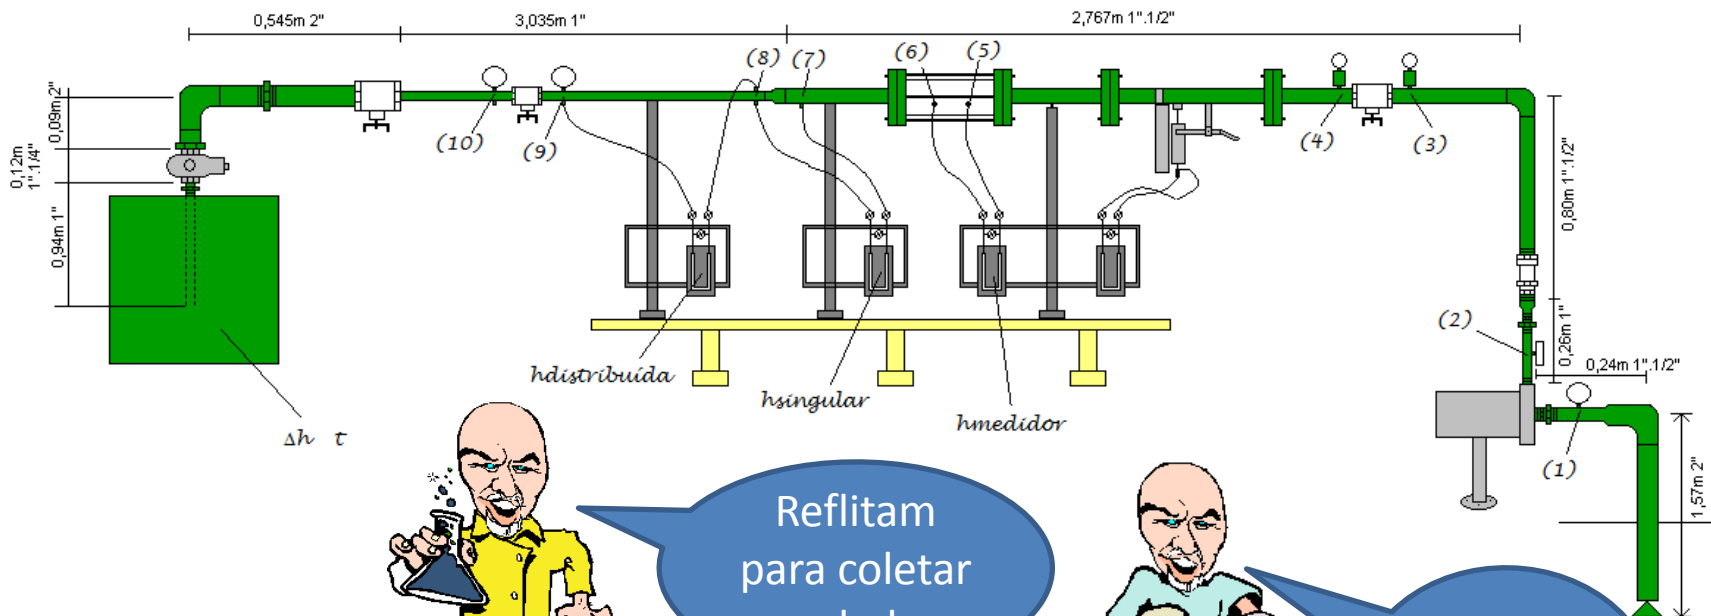 0,545m 2"
3,035m 1"
2,767m 1".1/2"
0,09m 2"
0,12m
1".1/4"
0,94m 1"
(10)
(9)
(8)
(7)
(6)
(5)
(4)
(3)
0,80m 1".1/2"
(2)
0,26m 1"
0,24m 1".1/2"
(1)
1,57m 2"
hdistribuída
hsingular
hmedidor
Δh t
Reflitam
para coletar